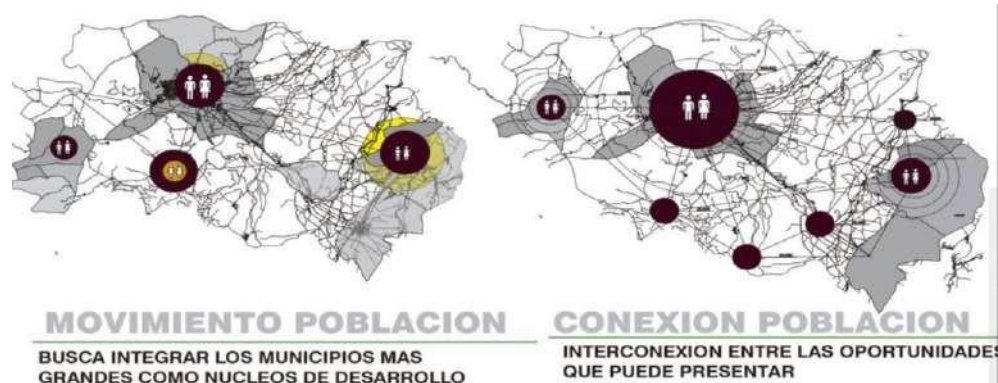 MOVIMIENTO POBLACION
BUSCA INTEGRAR LOS MUNICIPIOS MAS
GRANDES COMO NUCLEOS DE DESARROLLO
CONEXION POBLACION
INTERCONEXION ENTRE LAS OPORTUNIDADES
QUE PUEDE PRESENTAR